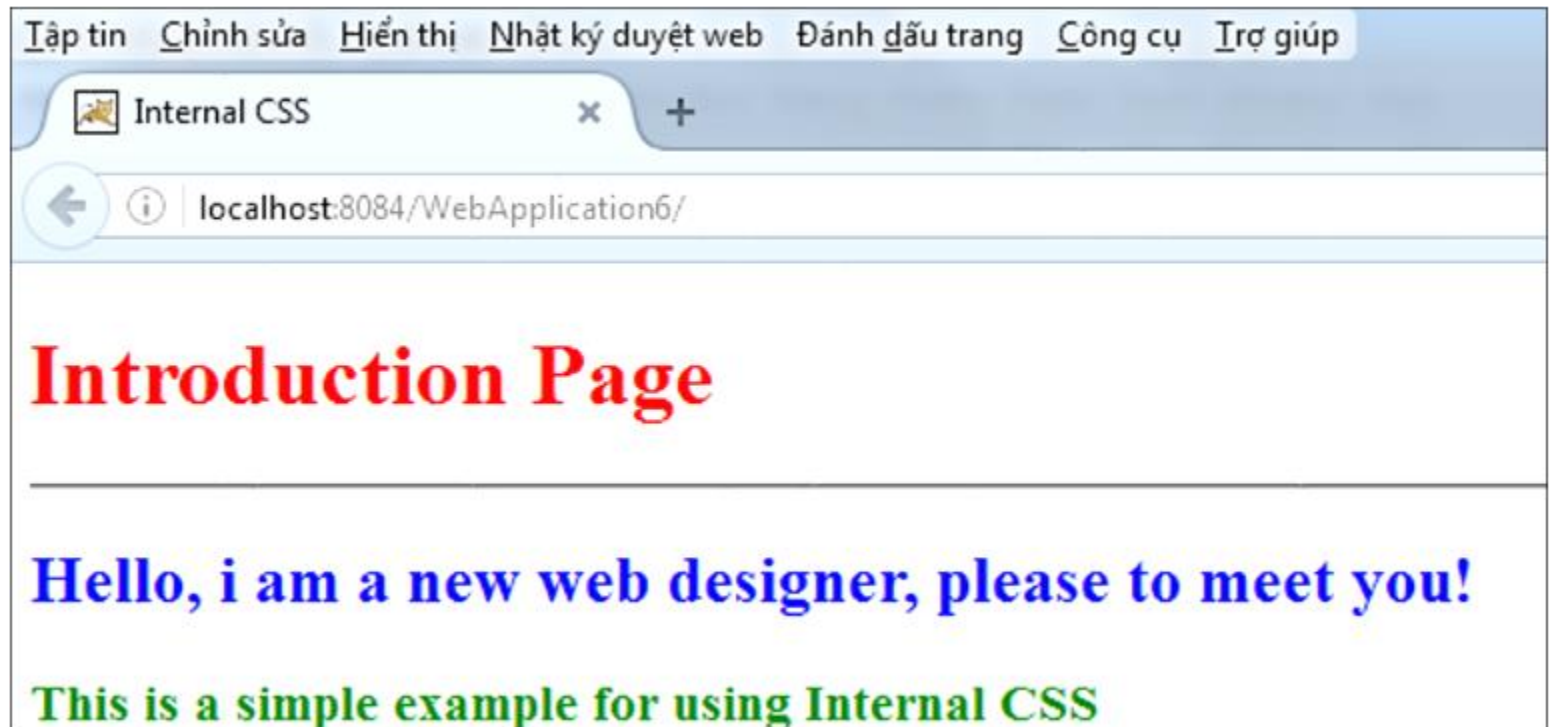 Tập tin Chỉnh sửa Hiển thị Nhật ký duyệt web Đánh dấu trang Công cụ Trợ giúp
Internal CSS
localhost:8084/WebApplication6/
Introduction Page
Hello, i am a new web designer, please to meet you!
This is a simple example for using Internal CSS